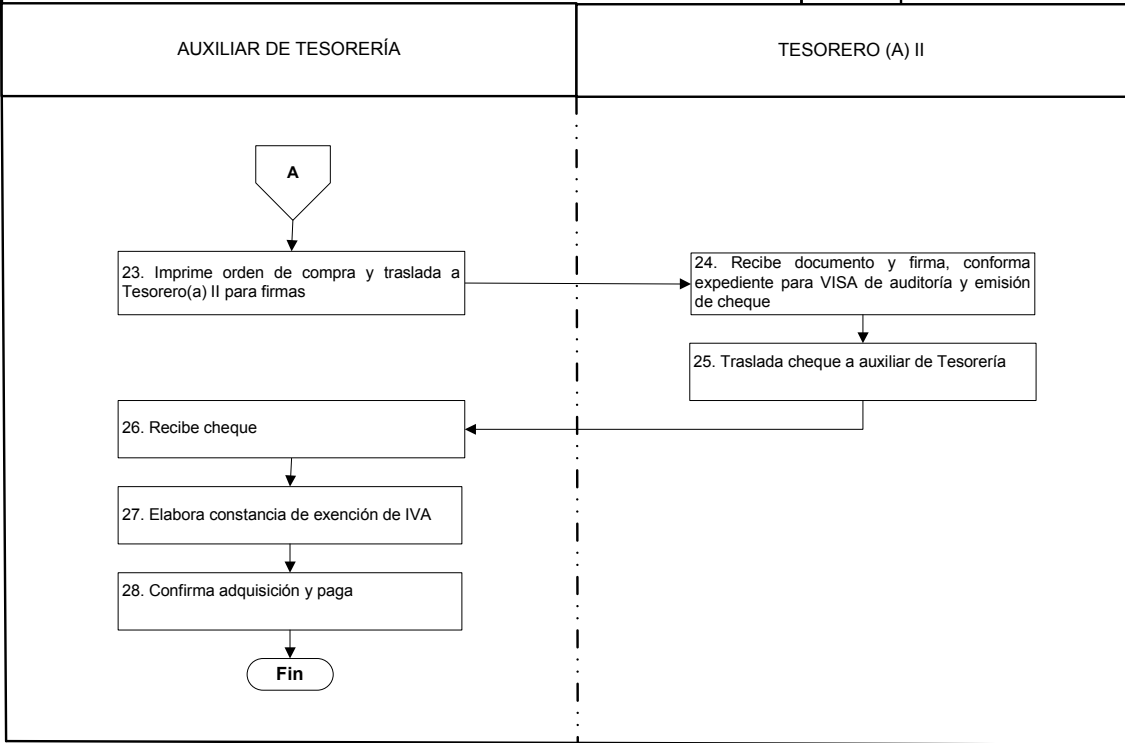 AUXILIAR DE TESORERÍA
TESORERO (A) II
A
23. Imprime orden de compra y traslada a
Tesorero(a) II para firmas
24. Recibe documento y firma, conforma
expediente para VISA de auditoría y emisión
de cheque
25. Traslada cheque a auxiliar de Tesorería
26. Recibe cheque
27. Elabora constancia de exención de IVA
28. Confirma adquisición y paga
Fin